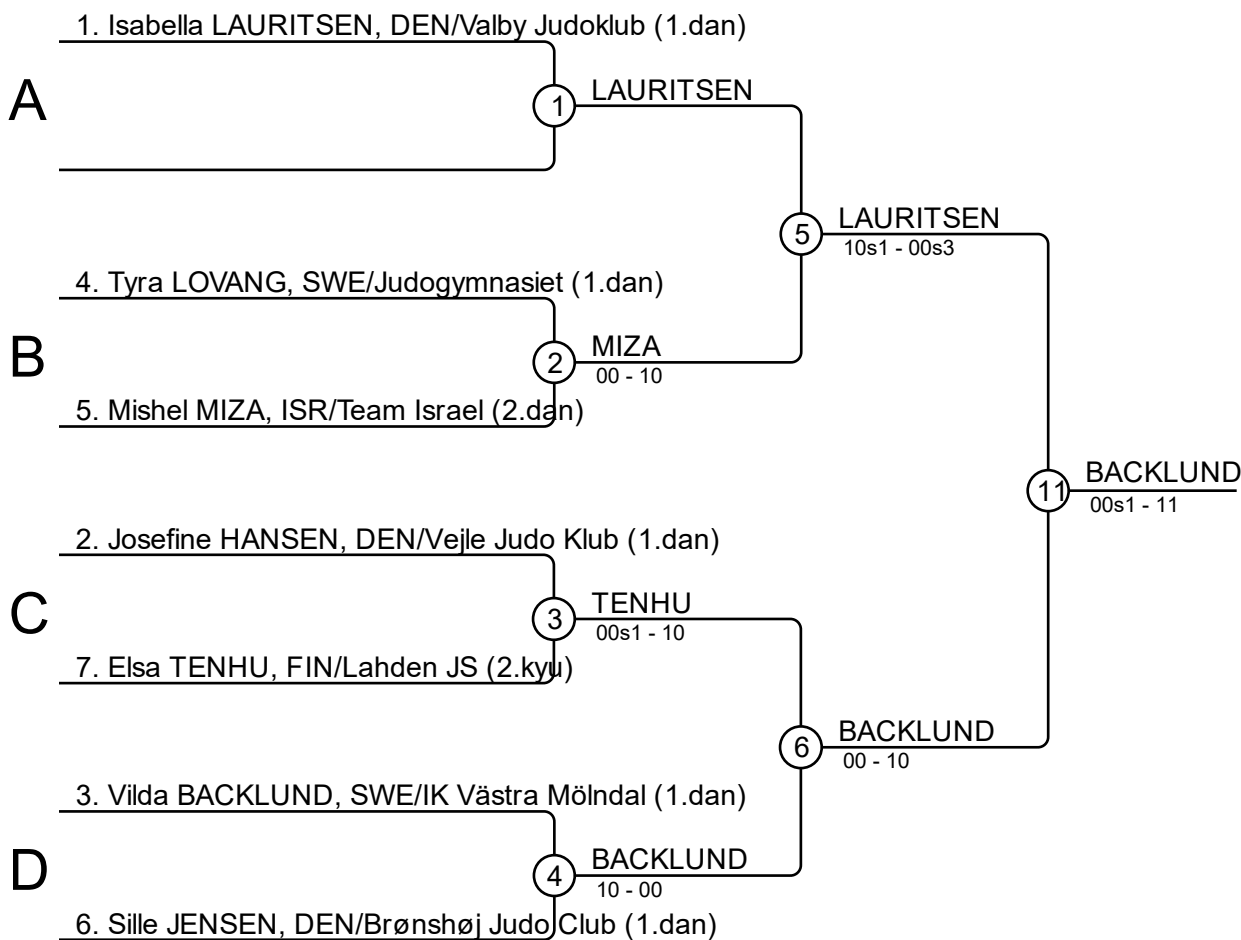 1. Isabella LAURITSEN, DEN/Valby Judoklub (1.dan)
A
1
LAURITSEN
5
LAURITSEN
10s1 - 00s3
4. Tyra LOVANG, SWE/Judogymnasiet (1.dan)
B
2
MIZA
00 - 10
5. Mishel MIZA, ISR/Team Israel (2.dan)
11
BACKLUND
00s1 - 11
2. Josefine HANSEN, DEN/Vejle Judo Klub (1.dan)
C
3
TENHU
00s1 - 10
7. Elsa TENHU, FIN/Lahden JS (2.kyu)
6
BACKLUND
00 - 10
3. Vilda BACKLUND, SWE/IK Västra Mölndal (1.dan)
D
4
BACKLUND
10 - 00
6. Sille JENSEN, DEN/Brønshøj Judo Club (1.dan)